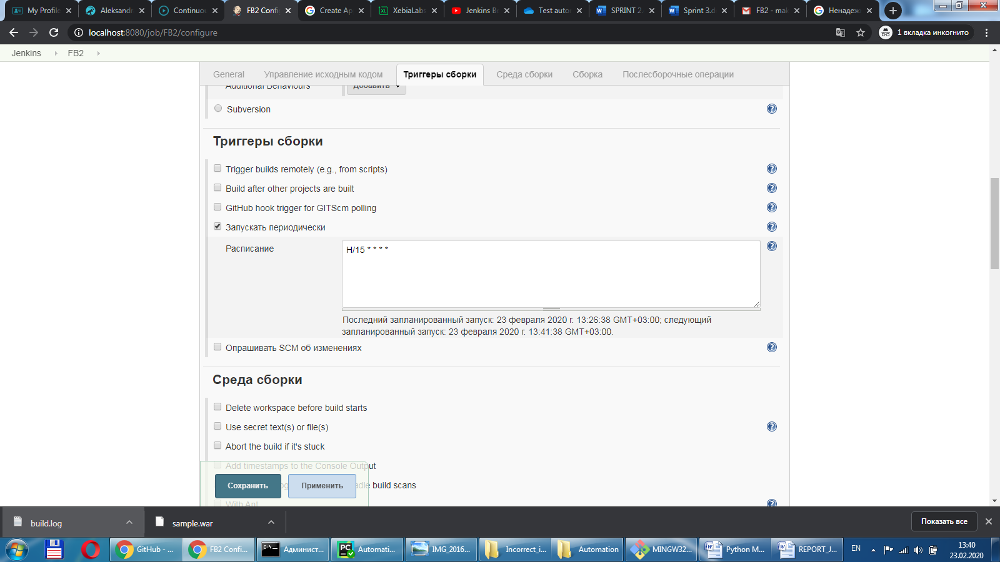 My Profile
Aleksandr
Continuou
FB2 Config
Create Ap
XebiaLabs
Jenkins Be
Test autor
SPRINT 2.
Sprint 3.d
FB2 - mak
Ненадежн
localhost:8080/job/FB2/configure
1 вкладка инкогнито
Jenkins
FB2
General
Управление исходным кодом
Триггеры сборки
Среда сборки
Сборка
Послесборочные операции
Additional Behaviours
Добавить
Subversion
Триггеры сборки
Trigger builds remotely (e.g., from scripts)
Build after other projects are built
GitHub hook trigger for GITScm polling
Запускать периодически
Расписание
H/15 * * * *
Последний запланированный запуск: 23 февраля 2020 г. 13:26:38 GMT+03:00; следующий
запланированный запуск: 23 февраля 2020 г. 13:41:38 GMT+03:00.
Опрашивать SCM об изменениях
Среда сборки
Delete workspace before build starts
Use secret text(s) or file(s)
Abort the build if it's stuck
Add timestamps to the Console Output
build scans
With Ant
Сохранить
Применить
build.log
sample.war
Показать все
GitHub - ...
FB2 Confi...
Админист...
Automati...
IMG_2016...
Incorrect_i...
Automation
MINGW32...
Python M...
REPORT_J...
EN
13:40
23.02.2020